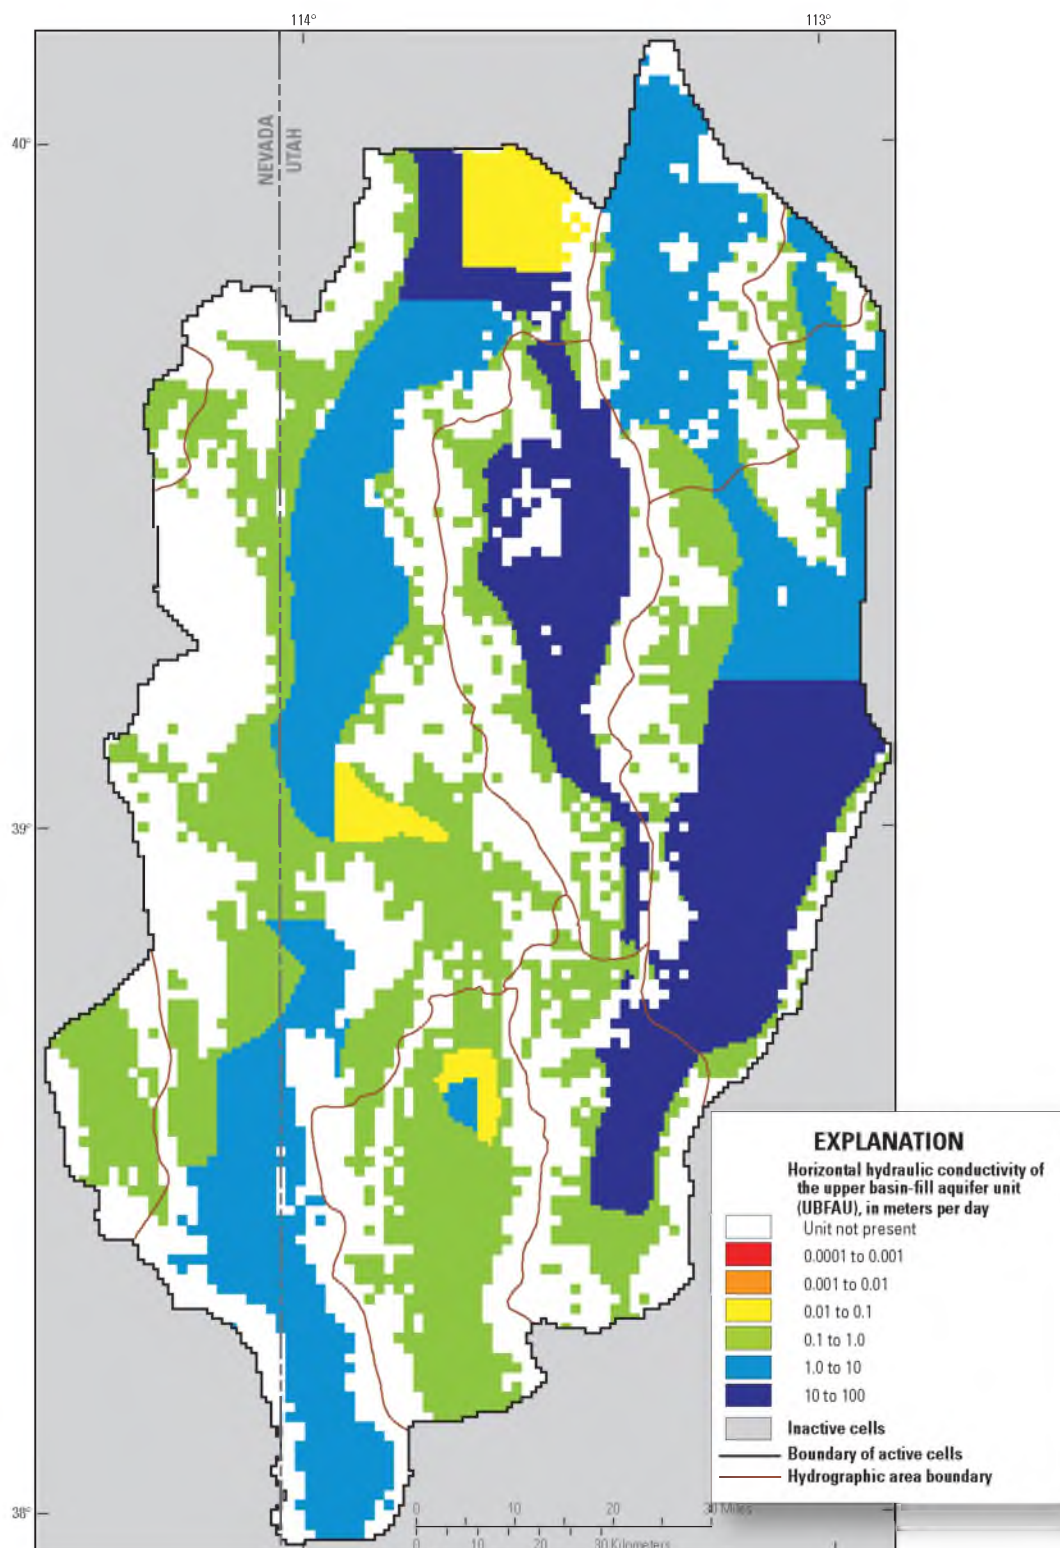 114°
113°
40°
NEVADA
UTAH
39°
38°
EXPLANATION
Horizontal hydraulic conductivity of
the upper basin-fill aquifer unit
(UBFAU), in meters per day
Unit not present
0.0001 to 0.001
0.001 to 0.01
0.01 to 0.1
0.1 to 1.0
1.0 to 10
10 to 100
Inactive cells
Boundary of active cells
Hydrographic area boundary
0 10 20 30 Miles
0 10 20 30 Kilometers